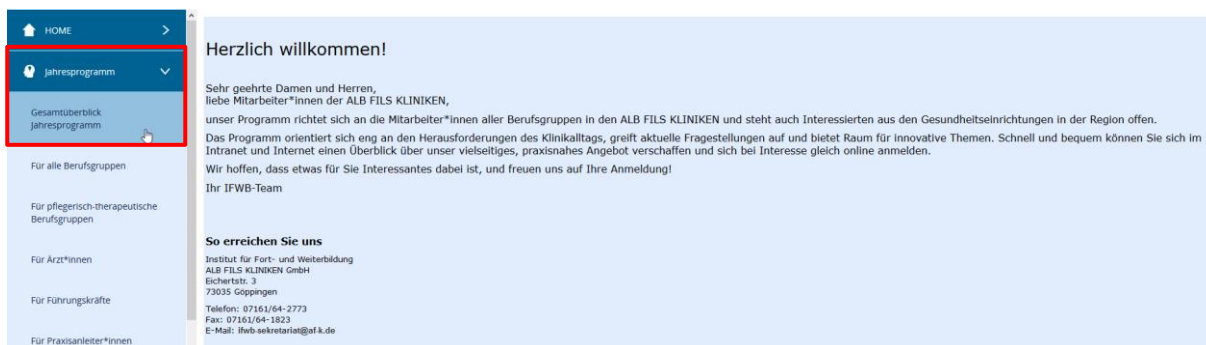 HOME
Jahresprogramm
Gesamtüberblick
Jahresprogramm
Für alle Berufsgruppen
Für pflegerisch-therapeutische
Berufsgruppen
Für Ärzt*innen
Für Führungskräfte
Für Praxisanleiter*innen
Herzlich willkommen!
Sehr geehrte Damen und Herren,
liebe Mitarbeiter*innen der ALB FILS KLINIKEN,
unser Programm richtet sich an die Mitarbeiter*innen aller Berufsgruppen in den ALB FILS KLINIKEN und steht auch Interessierten aus den Gesundheitseinrichtungen in der Region offen.
Das Programm orientiert sich eng an den Herausforderungen des Klinikalltags, greift aktuelle Fragestellungen auf und bietet Raum für innovative Themen. Schnell und bequem können Sie sich im
Intranet und Internet einen Überblick über unser vielseitiges, praxisnahes Angebot verschaffen und sich bei Interesse gleich online anmelden.
Wir hoffen, dass etwas für Sie Interessantes dabei ist, und freuen uns auf Ihre Anmeldung!
Ihr IFWB-Team
So erreichen Sie uns
Institut für Fort- und Weiterbildung
ALB FILS KLINIKEN GmbH
Eichertstr. 3
73035 Göppingen
Telefon: 07161/64-2773
Fax: 07161/64-1823
E-Mail: ifwb-sekretariat@af-k.de